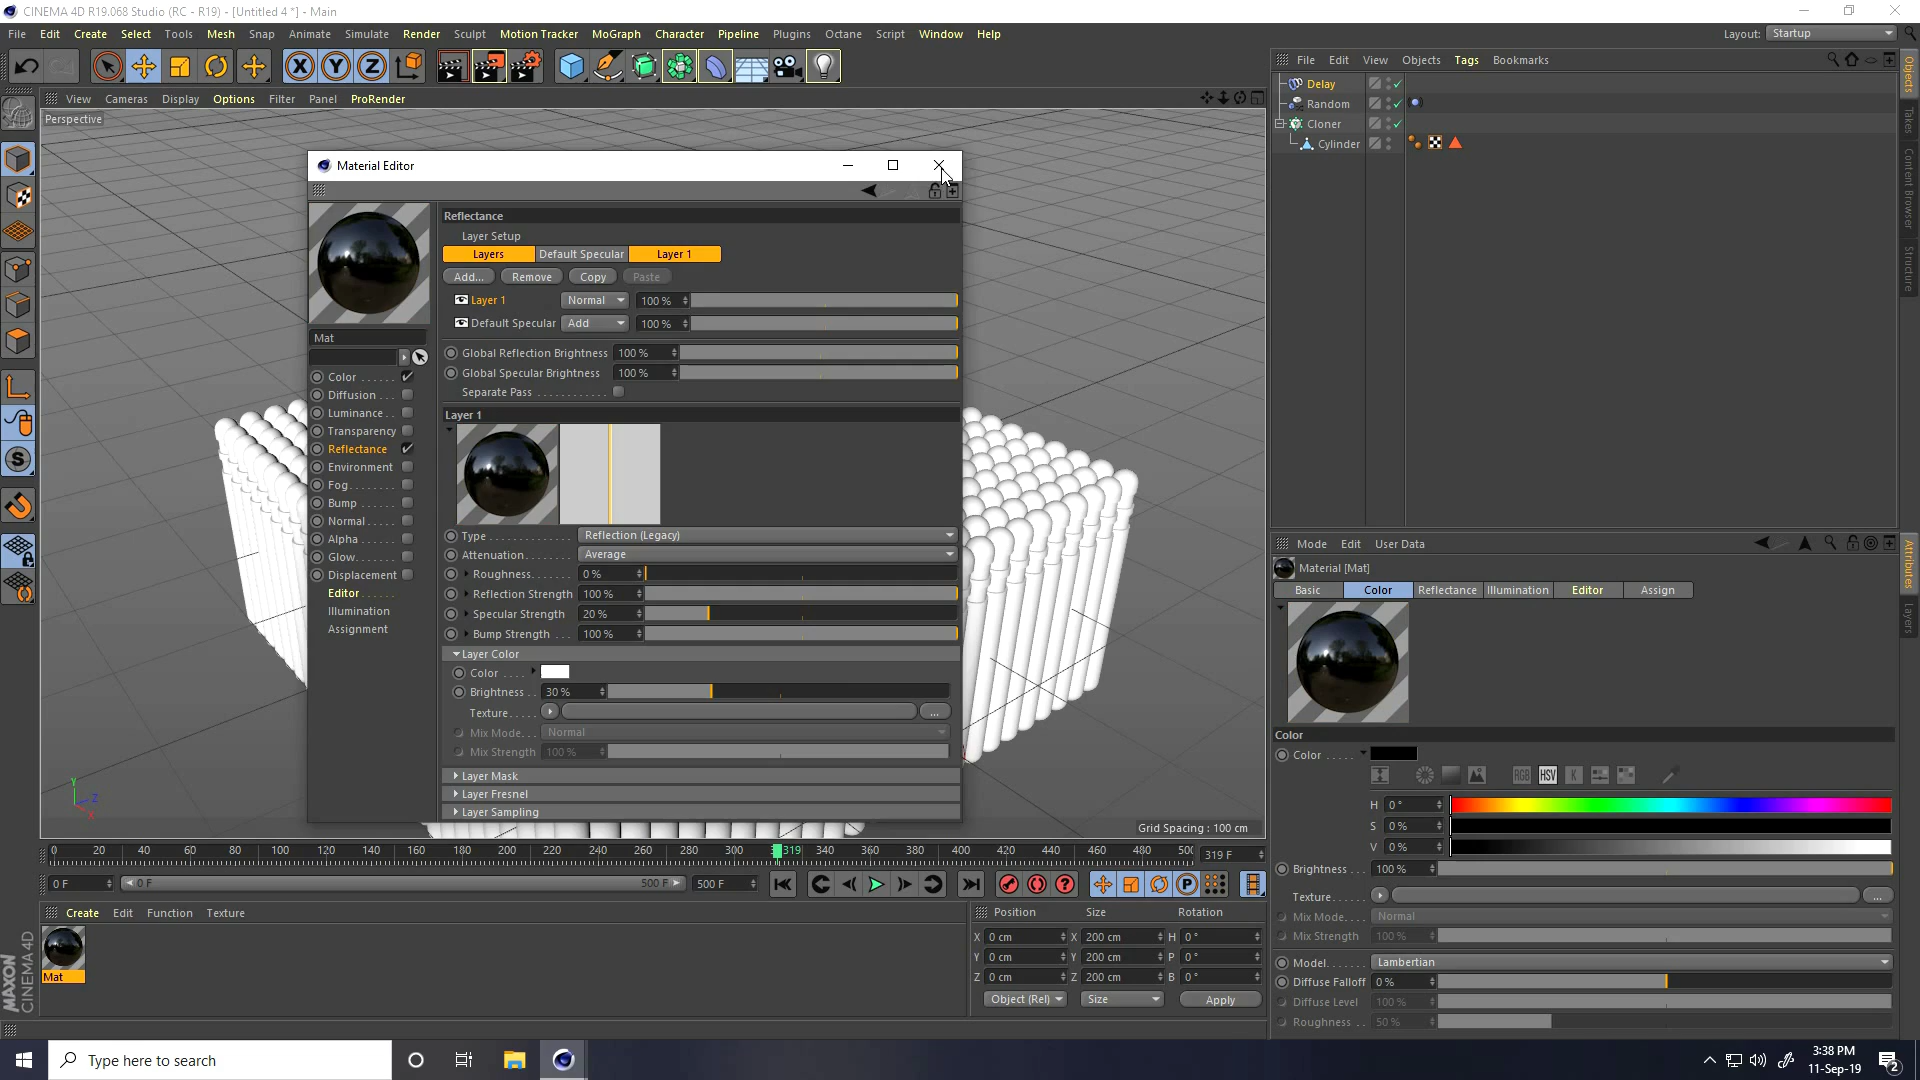 CINEMA 4D R19.068 Studio (RC - R19) - [Untitled 4 *] - Main
File Edit Create Select Tools Mesh Snap Animate Simulate Render Sculpt Motion Tracker MoGraph Character Pipeline Plugins Octane Script Window Help
Layout: Startup
View Cameras Display Options Filter Panel ProRender
Perspective
Material Editor
Mat
Color
Diffusion
Luminance
Transparency
Reflectance
Environment
Fog
Bump
Normal
Alpha
Glow
Displacement
Editor
Illumination
Assignment
Reflectance
Layer Setup
Layers Default Specular Layer 1
Add... Remove Copy Paste
Layer 1 Normal 100 %
Default Specular Add 100 %
Global Reflection Brightness 100 %
Global Specular Brightness 100 %
Separate Pass
Layer 1
Type Reflection (Legacy)
Attenuation Average
Roughness 0 %
Reflection Strength 100 %
Specular Strength 20 %
Bump Strength 100 %
Layer Color
Color
Brightness 30 %
Texture ...
Mix Mode Normal
Mix Strength 100 %
Layer Mask
Layer Fresnel
Layer Sampling
Grid Spacing : 100 cm
Y
Z
X
0 20 40 60 80 100 120 140 160 180 200 220 240 260 280 300 319 340 360 380 400 420 440 460 480 500
319 F
0 F 0 F 500 F 500 F
Create Edit Function Texture
Mat
MAXON
CINEMA 4D
Position Size Rotation
X 0 cm X 200 cm H 0 °
Y 0 cm Y 200 cm P 0 °
Z 0 cm Z 200 cm B 0 °
Object (Rel) Size Apply
File Edit View Objects Tags Bookmarks
Delay
Random
Cloner
Cylinder
Objects
Takes
Content Browser
Structure
Mode Edit User Data
Material [Mat]
Basic Color Reflectance Illumination Editor Assign
Color
Color
RGB HSV K
H 0 °
S 0 %
V 0 %
Brightness 100 %
Texture ...
Mix Mode Normal
Mix Strength 100 %
Model Lambertian
Diffuse Falloff 0 %
Diffuse Level 100 %
Roughness 50 %
Attributes
Layers
Type here to search
3:38 PM
11-Sep-19
2